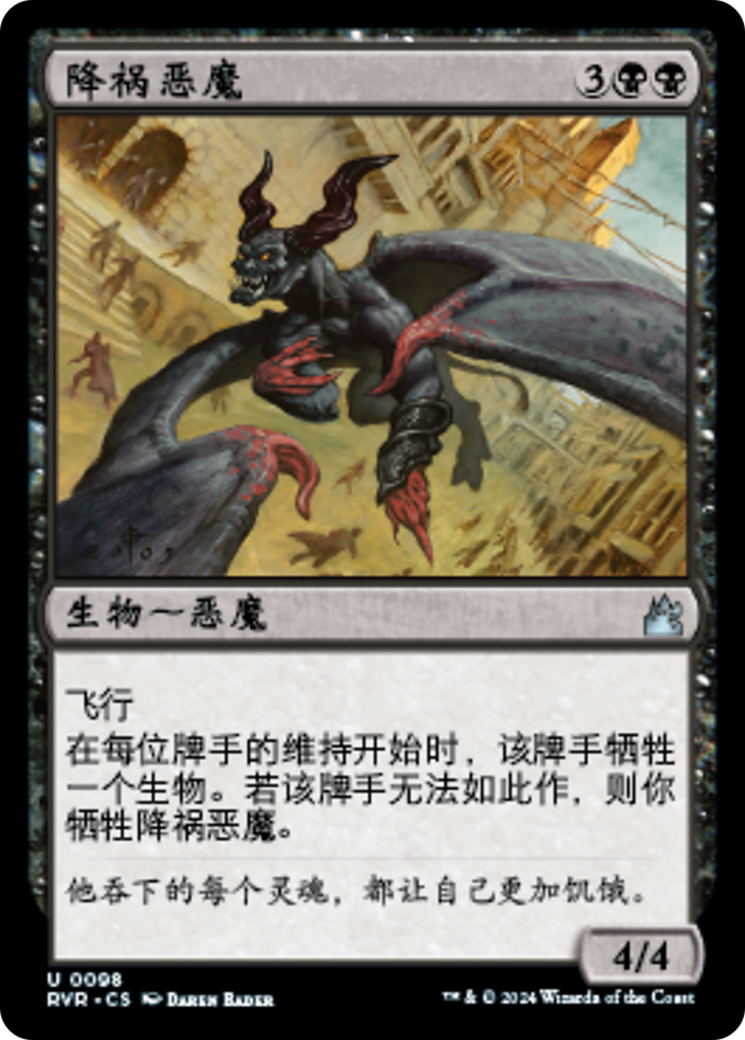 降祸恶魔 3
2005
生物～恶魔
飞行
在每位牌手的维持开始时，该牌手牺牲
一个生物。若该牌手无法如此作，则你
牺牲降祸恶魔。
他吞下的每个灵魂，都让自己更加饥饿。
4/4
U 0098
RVR • CS DAREN BADER
™ & © 2024 Wizards of the Coast